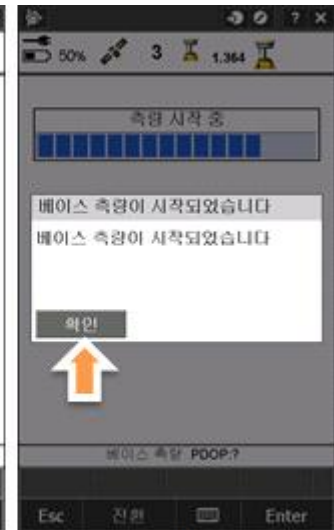 ? ×
50% 3 1.364
측량 시작 중
베이스 측량이 시작되었습니다
베이스 측량이 시작되었습니다
확인
베이스 측량 PDOP:?
Esc 전환 Enter